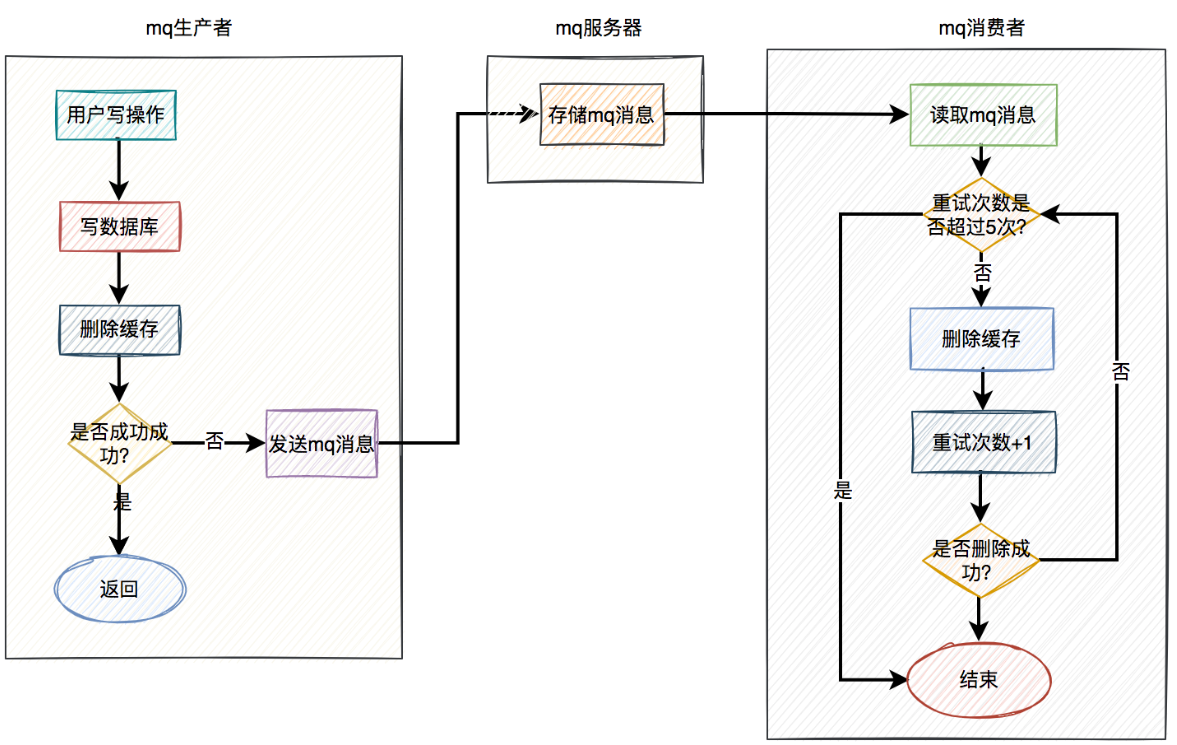 mq生产者
用户写操作
写数据库
删除缓存
是否成功成
功?
否
发送mq消息
是
返回
mq服务器
存储mq消息
mq消费者
读取mq消息
重试次数是
否超过5次?
否
删除缓存
重试次数+1
是否删除成
功?
否
是
结束